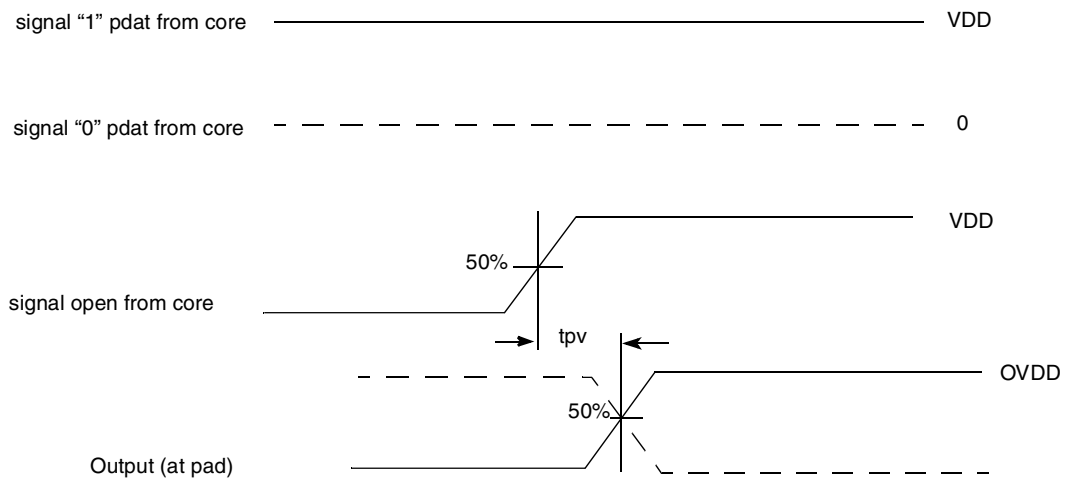 signal “1” pdat from core VDD
signal “0” pdat from core 0
VDD
50%
signal open from core
tpv
OVDD
50%
Output (at pad)